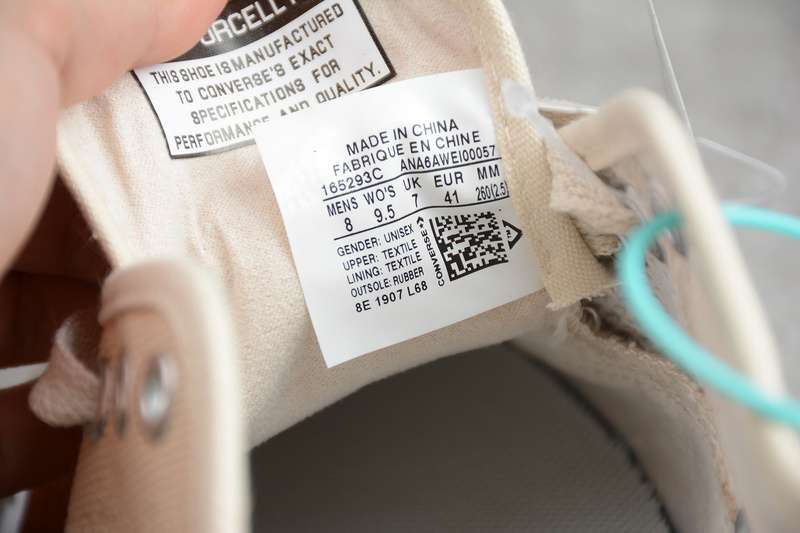 THIS SHOE IS MANUFACTURED
TO CONVERSE'S EXACT
SPECIFICATIONS FOR
PERFORMANCE AND QUALITY.
MADE IN CHINA
FABRIQUE EN CHINE
165293C ANA6AWEI00057
MENS WO'S UK EUR MM
8 9.5 7 41 260(2.5)
GENDER: UNISEX
UPPER: TEXTILE
LINING: TEXTILE
OUTSOLE: RUBBER
8E 1907 L68
CONVERSE